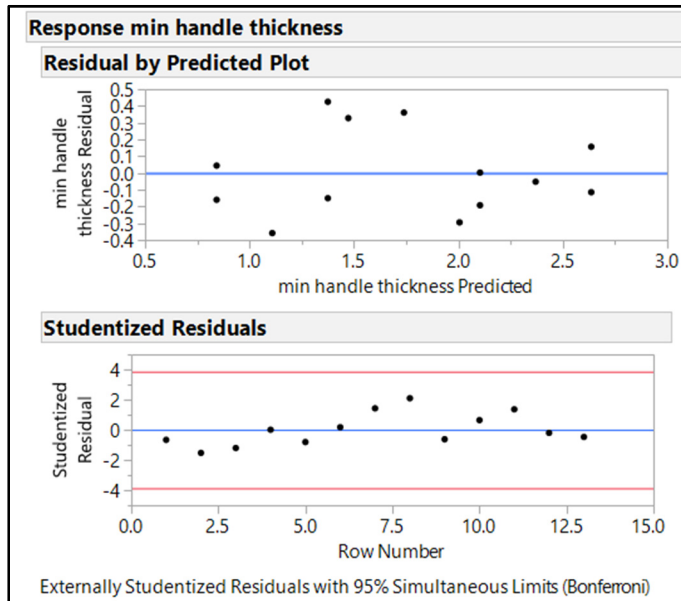 Response min handle thickness
Residual by Predicted Plot
min handle
thickness Residual
0.5
0.4
0.3
0.2
0.1
0.0
-0.1
-0.2
-0.3
-0.4
0.5 1.0 1.5 2.0 2.5 3.0
min handle thickness Predicted
Studentized Residuals
Studentized
Residual
4
2
0
-2
-4
0.0 2.5 5.0 7.5 10.0 12.5 15.0
Row Number
Externally Studentized Residuals with 95% Simultaneous Limits (Bonferroni)